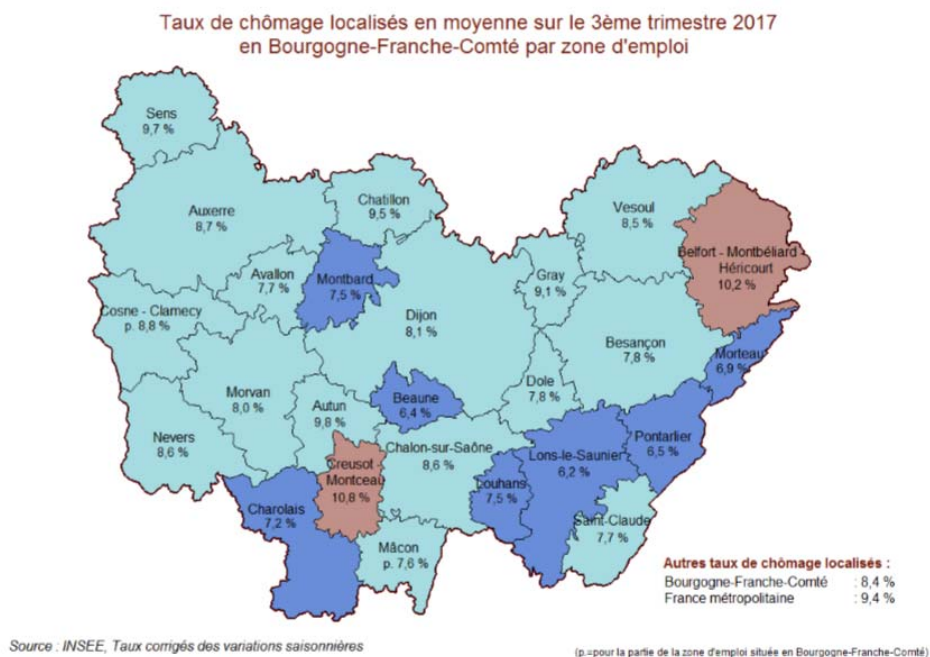 Taux de chômage localisés en moyenne sur le 3ème trimestre 2017
en Bourgogne-Franche-Comté par zone d'emploi
Sens
9,7 %
Auxerre
8,7 %
Chatillon
9,5 %
Vesoul
8,5 %
Belfort - Montbéliard -
Héricourt
10,2 %
Avallon
7,7 %
Montbard
7,5 %
Gray
9,1 %
Cosne - Clamecy
p. 8,8 %
Dijon
8,1 %
Besançon
7,8 %
Morteau
6,9 %
Morvan
8,0 %
Autun
9,8 %
Beaune
6,4 %
Dole
7,8 %
Nevers
8,6 %
Creusot -
Montceau
10,8 %
Chalon-sur-Saône
8,6 %
Lons-le-Saunier
6,2 %
Pontarlier
6,5 %
Charolais
7,2 %
Louhans
7,5 %
Saint-Claude
7,7 %
Mâcon
p. 7,6 %
Autres taux de chômage localisés :
Bourgogne-Franche-Comté : 8,4 %
France métropolitaine : 9,4 %
Source : INSEE, Taux corrigés des variations saisonnières
(p.=pour la partie de la zone d'emploi située en Bourgogne-Franche-Comté)